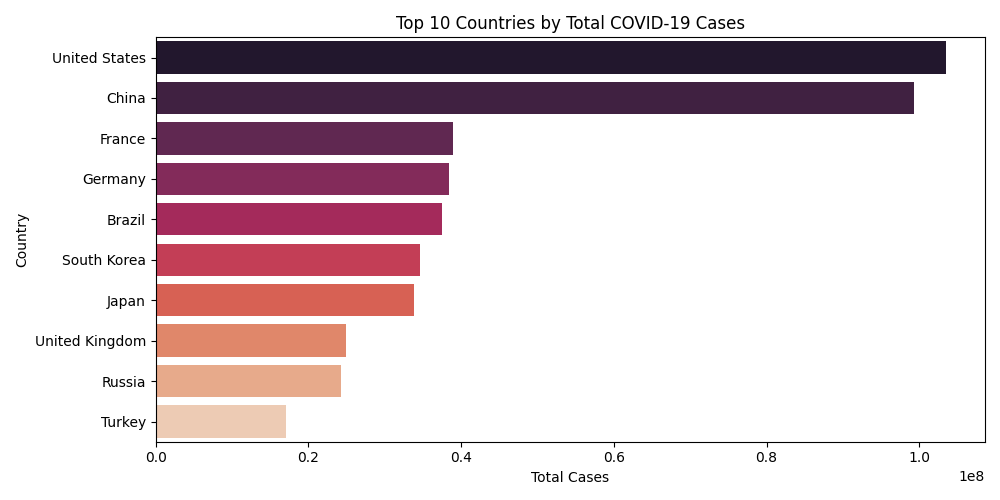 Top 10 Countries by Total COVID-19 Cases
United States
China
France
Germany
Brazil
South Korea
Japan
United Kingdom
Russia
Turkey
Country
0.0 0.2 0.4 0.6 0.8 1.0
1e8
Total Cases